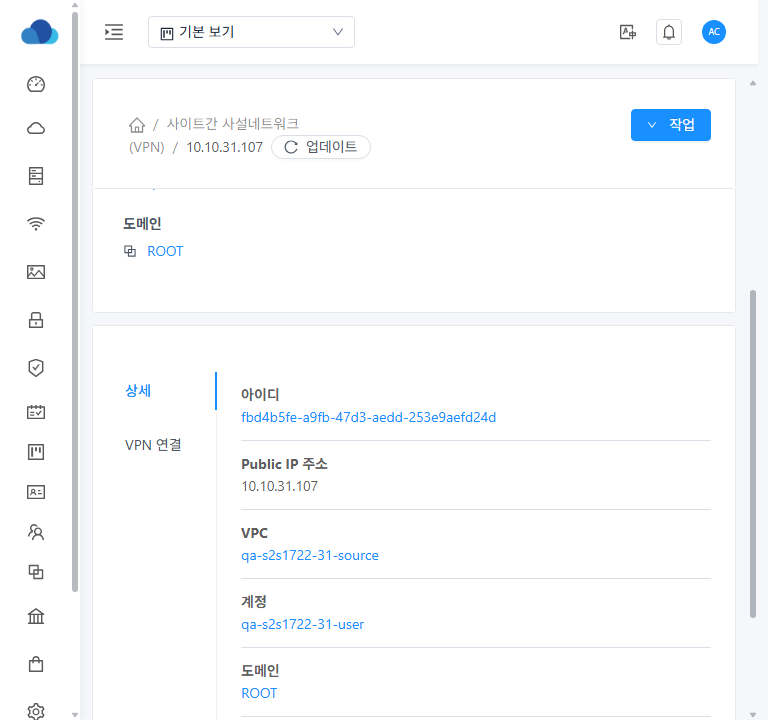 기본 보기
AC
/ 사이트간 사설네트워크
(VPN) / 10.10.31.107 업데이트
작업
도메인
ROOT
상세
VPN 연결
아이디
fbd4b5fe-a9fb-47d3-aedd-253e9aefd24d
Public IP 주소
10.10.31.107
VPC
qa-s2s1722-31-source
계정
qa-s2s1722-31-user
도메인
ROOT